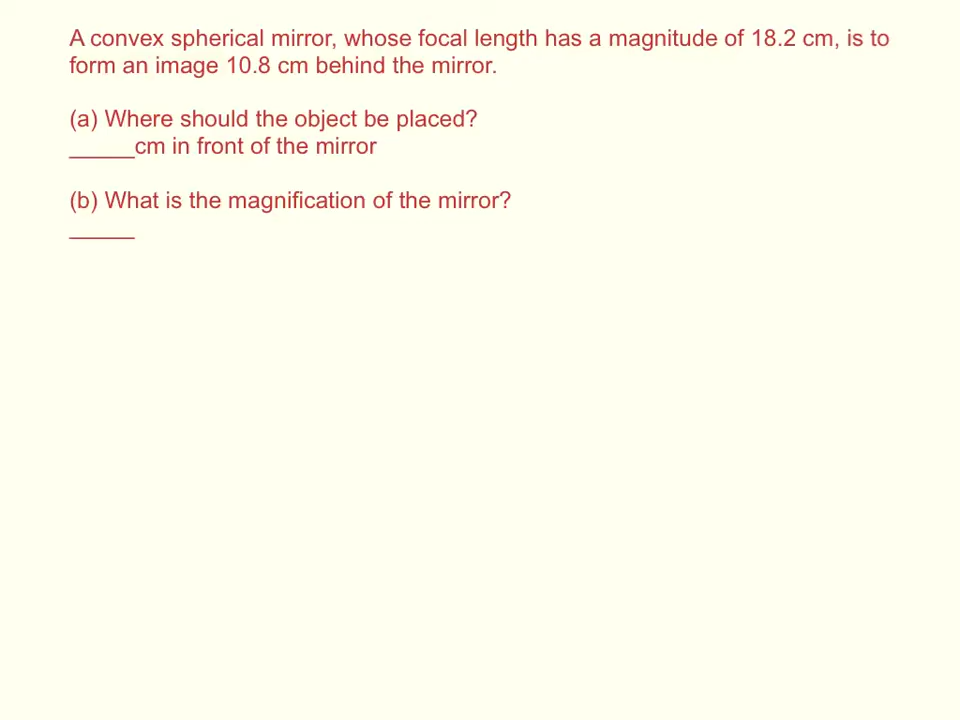 A convex spherical mirror, whose focal length has a magnitude of 18.2 cm, is to
form an image 10.8 cm behind the mirror.
(a) Where should the object be placed?
_____cm in front of the mirror
(b) What is the magnification of the mirror?
_____